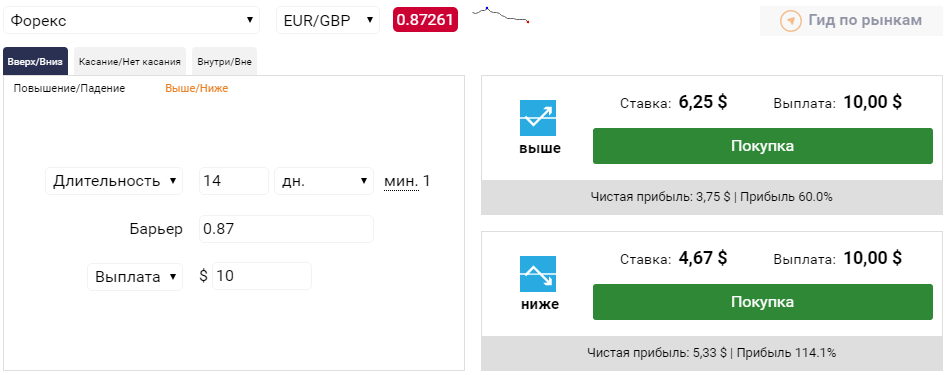 Форекс EUR/GBP 0.87261 Гид по рынкам
Вверх/Вниз Касание/Нет касания Внутри/Вне
Повышение/Падение Выше/Ниже
Длительность 14 дн. мин. 1
Барьер 0.87
Выплата $ 10
Ставка: 6,25 $ Выплата: 10,00 $
выше Покупка
Чистая прибыль: 3,75 $ | Прибыль 60.0%
Ставка: 4,67 $ Выплата: 10,00 $
ниже Покупка
Чистая прибыль: 5,33 $ | Прибыль 114.1%